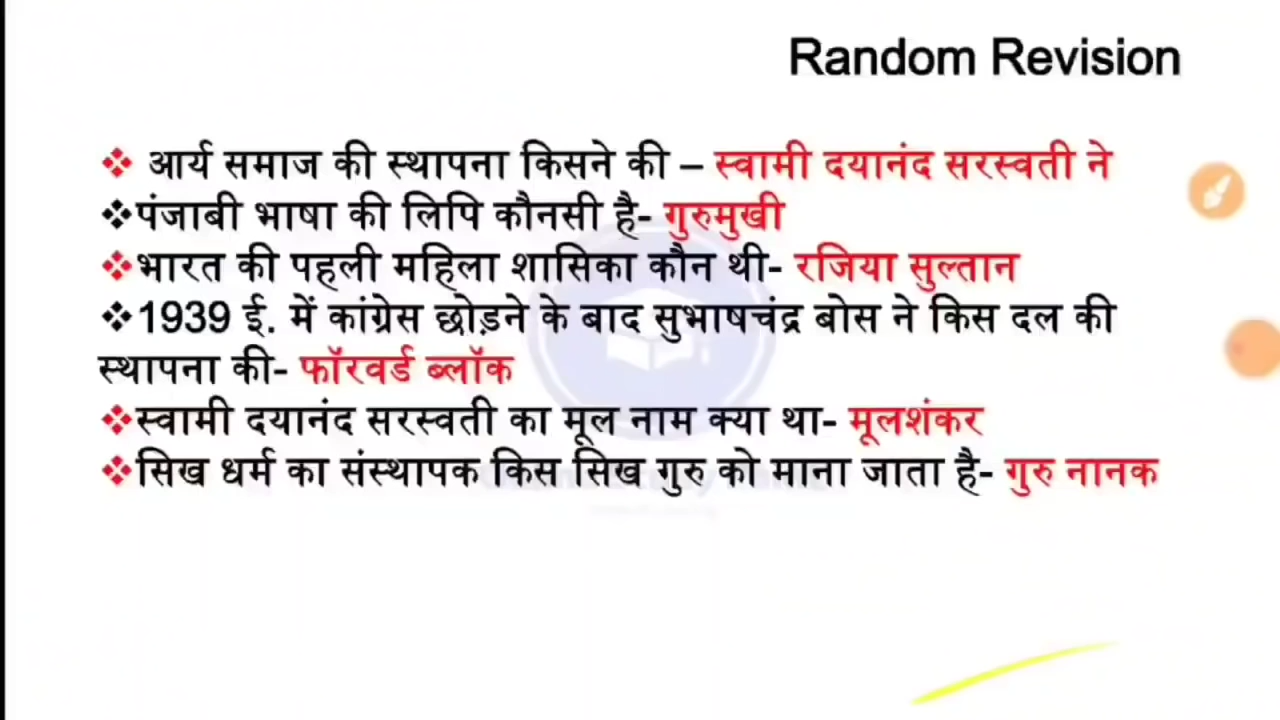 Random Revision
❖ आर्य समाज की स्थापना किसने की – स्वामी दयानंद सरस्वती ने
❖पंजाबी भाषा की लिपि कौनसी है- गुरुमुखी
❖भारत की पहली महिला शासिका कौन थी- रजिया सुल्तान
❖1939 ई. में कांग्रेस छोड़ने के बाद सुभाषचंद्र बोस ने किस दल की
स्थापना की- फॉरवर्ड ब्लॉक
❖स्वामी दयानंद सरस्वती का मूल नाम क्या था- मूलशंकर
❖सिख धर्म का संस्थापक किस सिख गुरु को माना जाता है- गुरु नानक